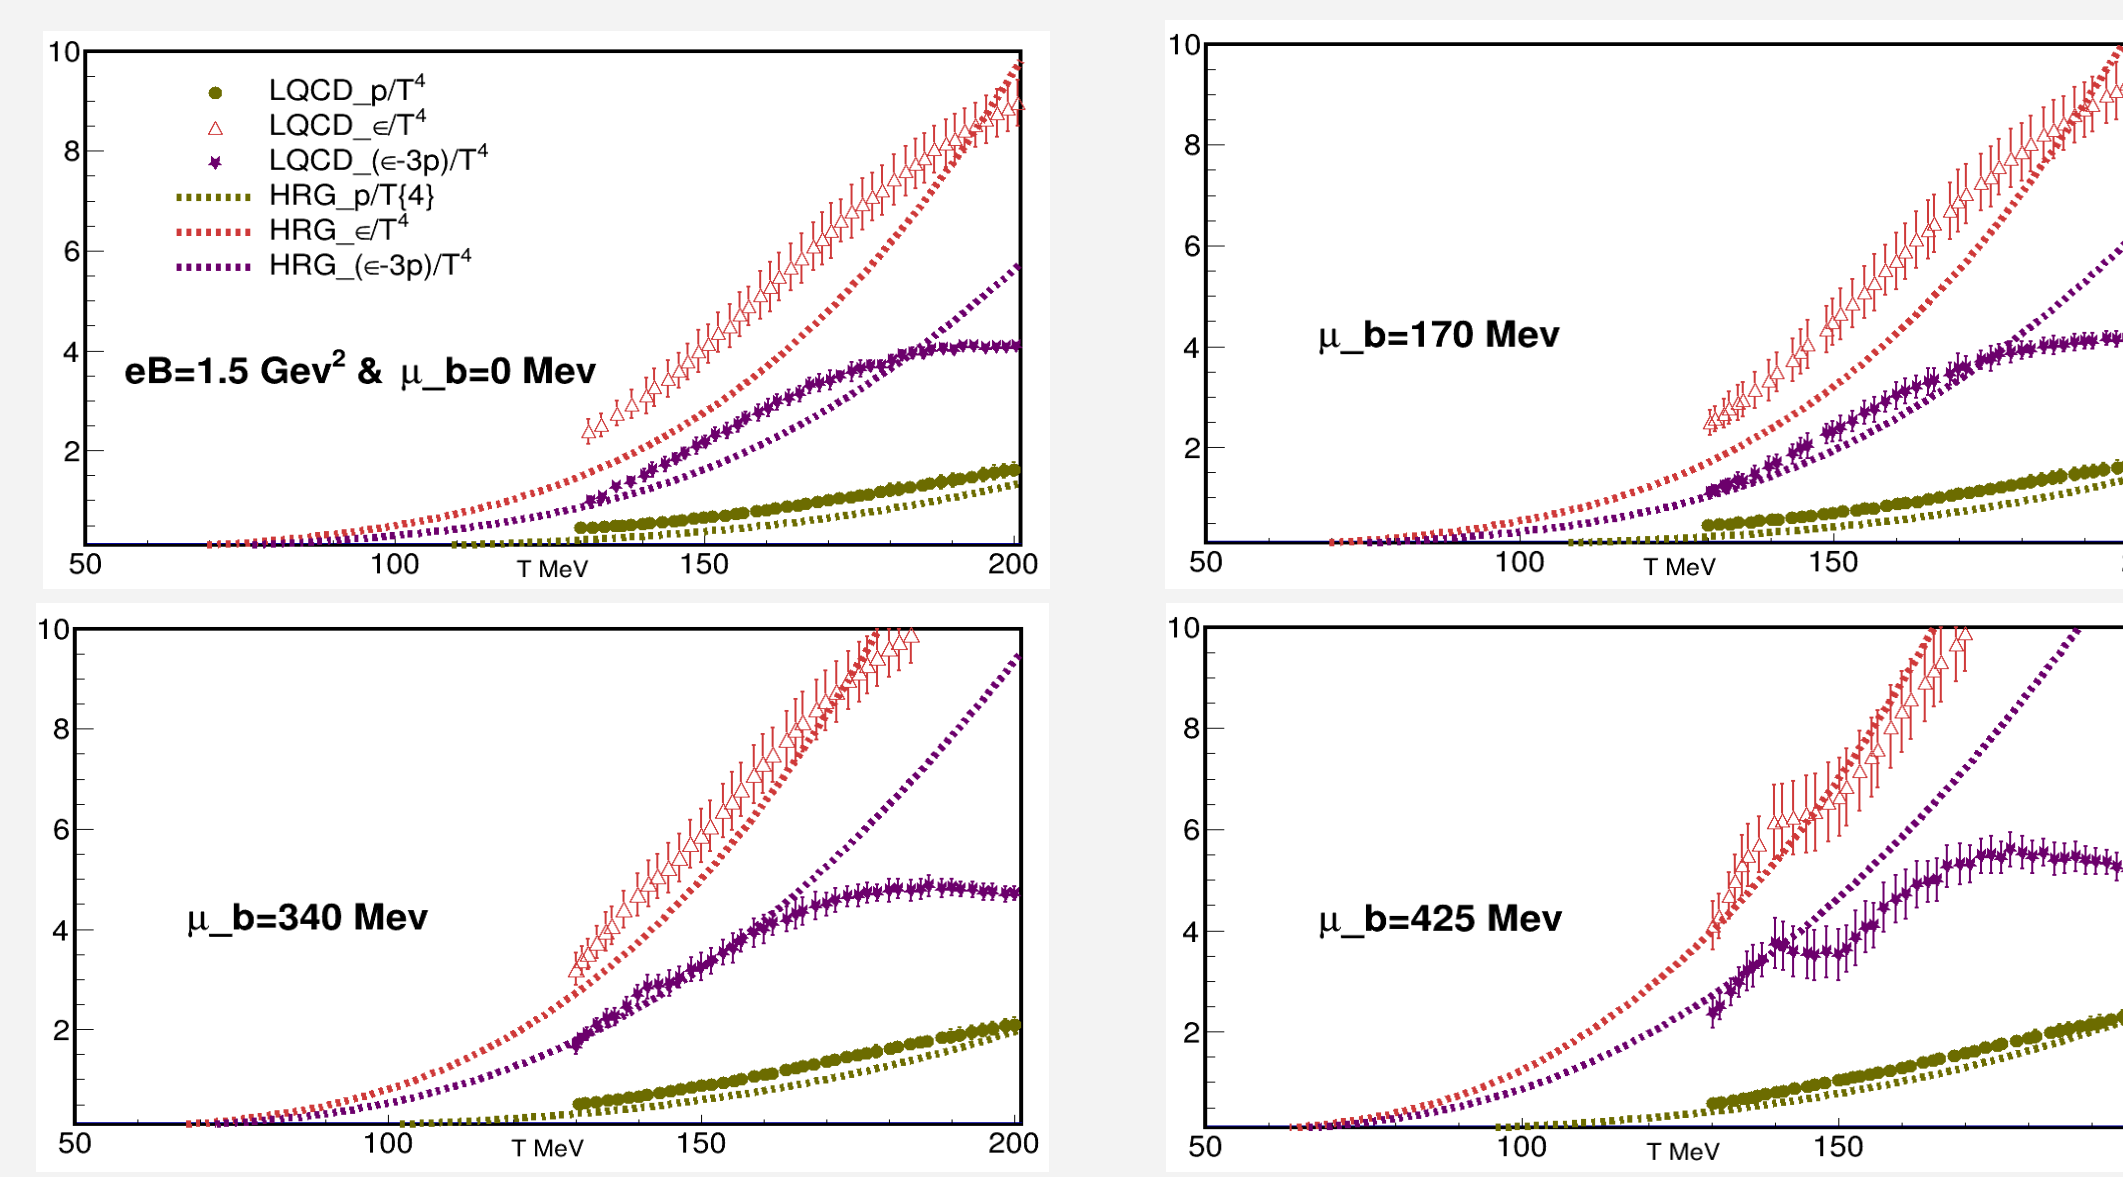 10
8
6
4
2
LQCD_p/T⁴
LQCD_∈/T⁴
LQCD_(∈-3p)/T⁴
HRG_p/T{4}
HRG_∈/T⁴
HRG_(∈-3p)/T⁴
eB=1.5 Gev² & μ_b=0 Mev
50 100 150 200
T MeV
10
8
6
4
2
μ_b=170 Mev
50 100 150
T MeV
10
8
6
4
2
μ_b=340 Mev
50 100 150 200
T MeV
10
8
6
4
2
μ_b=425 Mev
50 100 150
T MeV